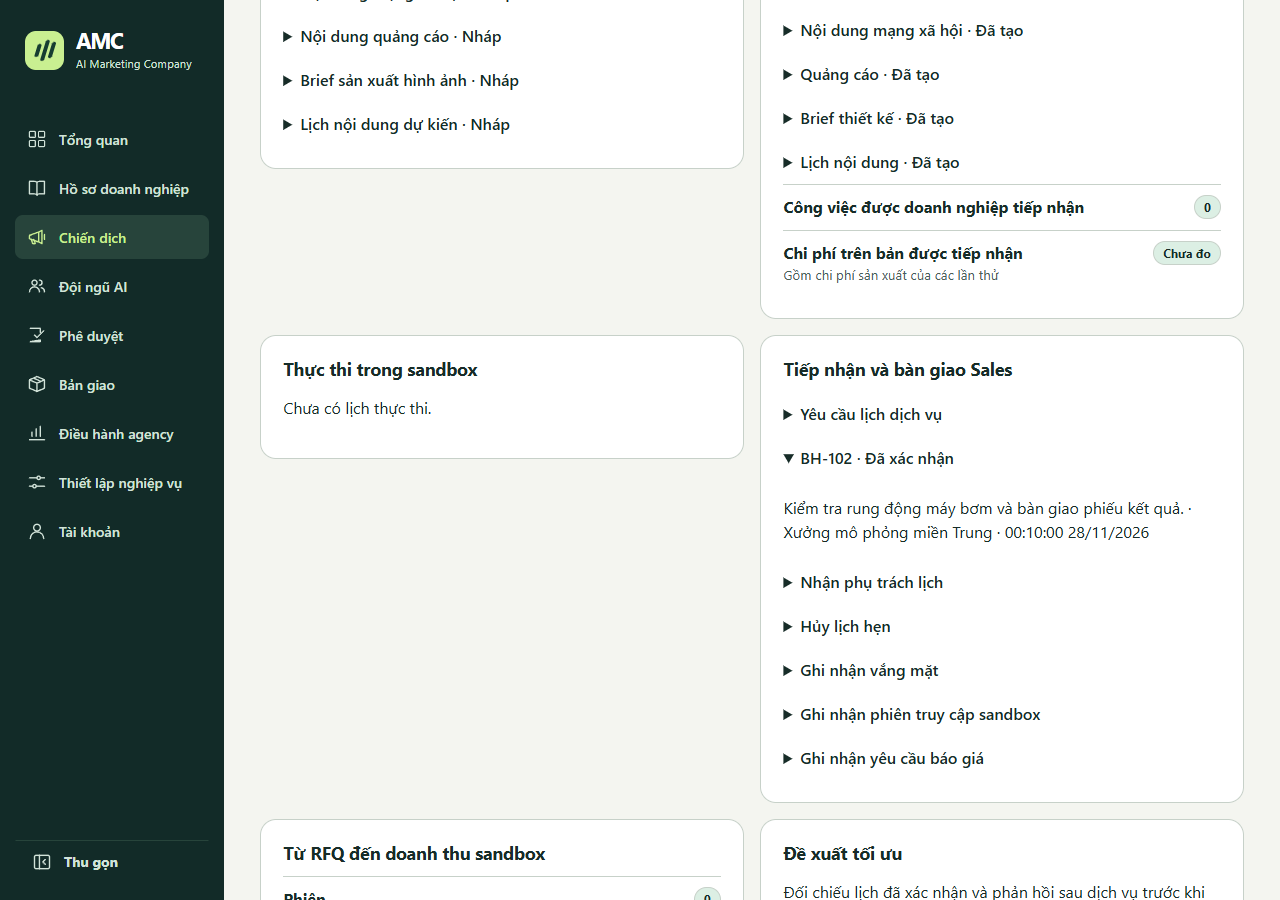 AMC
AI Marketing Company
Tổng quan
Hồ sơ doanh nghiệp
Chiến dịch
Đội ngũ AI
Phê duyệt
Bàn giao
Điều hành agency
Thiết lập nghiệp vụ
Tài khoản
Thu gọn
Nội dung quảng cáo · Nháp
Brief sản xuất hình ảnh · Nháp
Lịch nội dung dự kiến · Nháp
Nội dung mạng xã hội · Đã tạo
Quảng cáo · Đã tạo
Brief thiết kế · Đã tạo
Lịch nội dung · Đã tạo
Công việc được doanh nghiệp tiếp nhận
0
Chi phí trên bản được tiếp nhận
Chưa đo
Gồm chi phí sản xuất của các lần thử
Thực thi trong sandbox
Chưa có lịch thực thi.
Tiếp nhận và bàn giao Sales
Yêu cầu lịch dịch vụ
BH-102 · Đã xác nhận
Kiểm tra rung động máy bơm và bàn giao phiếu kết quả. ·
Xưởng mô phỏng miền Trung · 00:10:00 28/11/2026
Nhận phụ trách lịch
Hủy lịch hẹn
Ghi nhận vắng mặt
Ghi nhận phiên truy cập sandbox
Ghi nhận yêu cầu báo giá
Từ RFQ đến doanh thu sandbox
Phiên
0
Đề xuất tối ưu
Đối chiếu lịch đã xác nhận và phản hồi sau dịch vụ trước khi